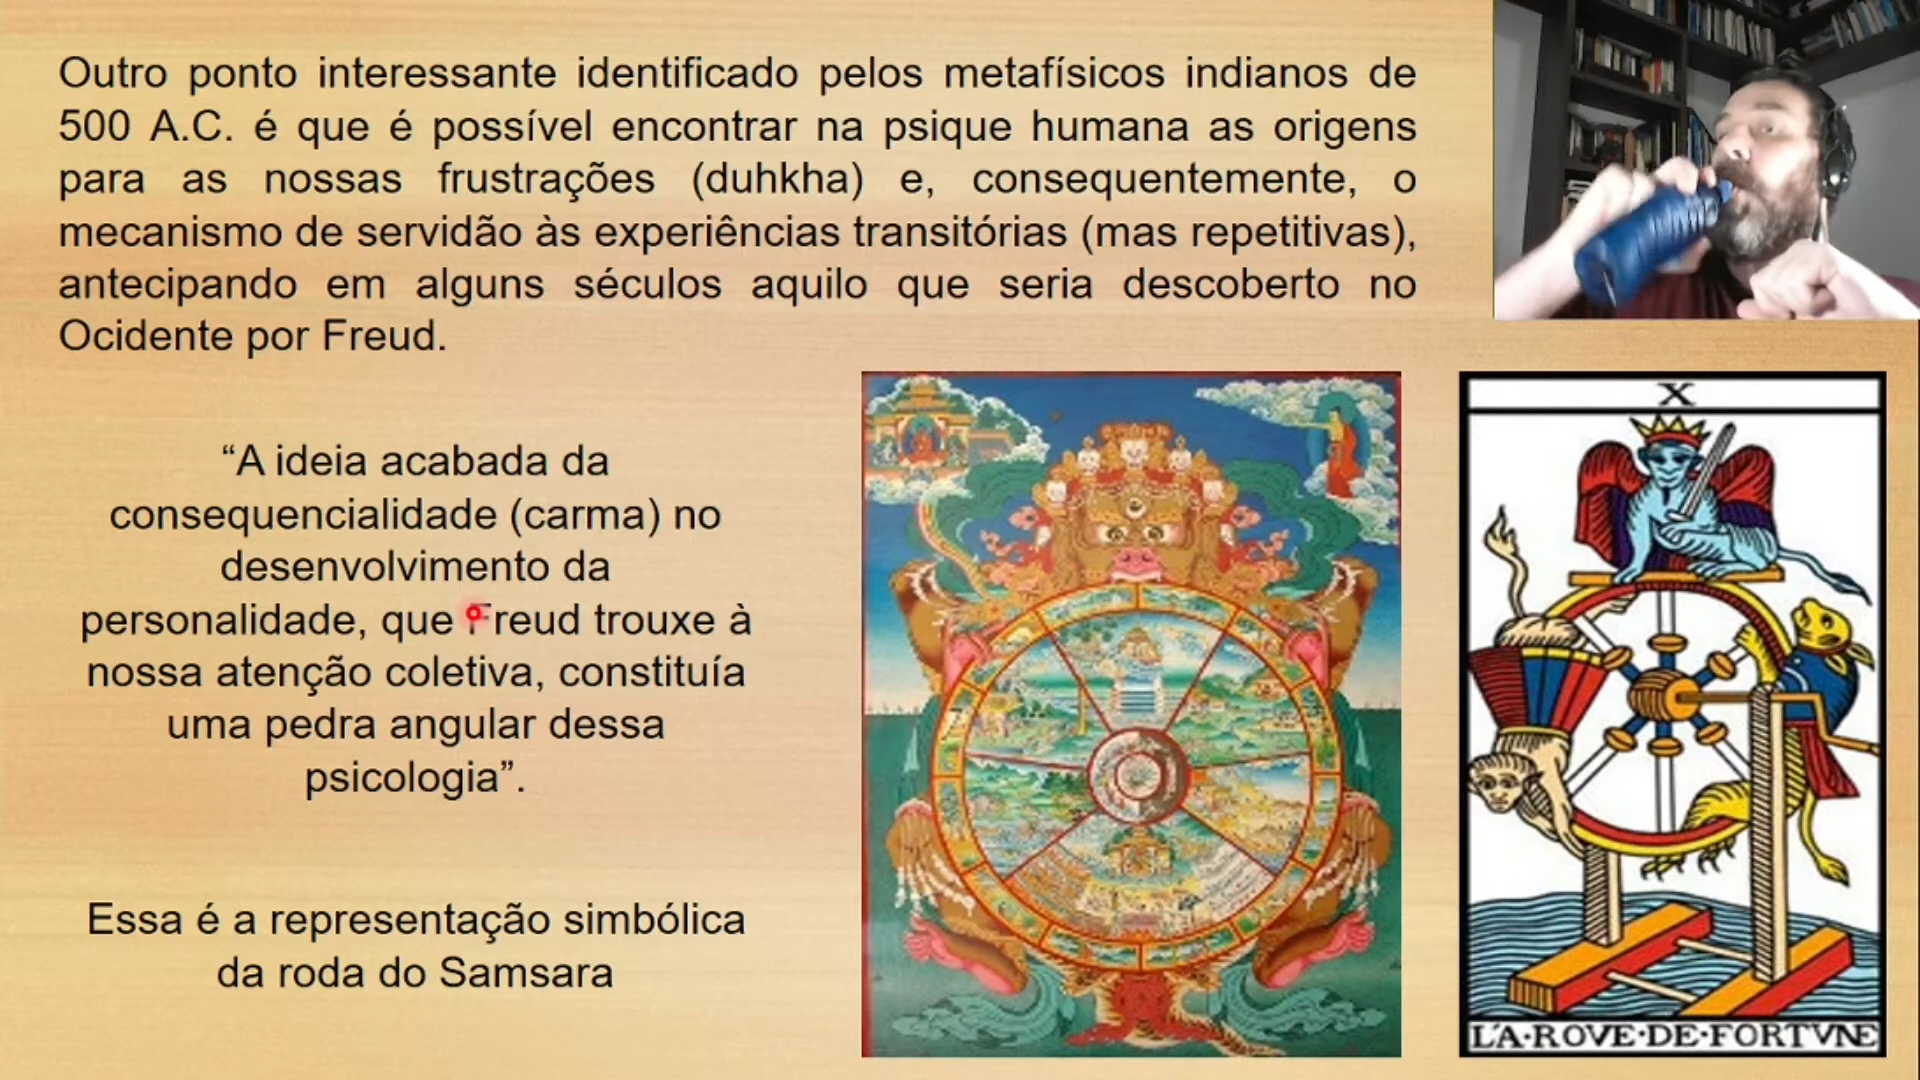 Outro ponto interessante identificado pelos metafísicos indianos de
500 A.C. é que é possível encontrar na psique humana as origens
para as nossas frustrações (duhkha) e, consequentemente, o
mecanismo de servidão às experiências transitórias (mas repetitivas),
antecipando em alguns séculos aquilo que seria descoberto no
Ocidente por Freud.
“A ideia acabada da
consequencialidade (carma) no
desenvolvimento da
personalidade, que Freud trouxe à
nossa atenção coletiva, constituía
uma pedra angular dessa
psicologia”.
Essa é a representação simbólica
da roda do Samsara
X
L'A·ROVE·DE·FORTVNE